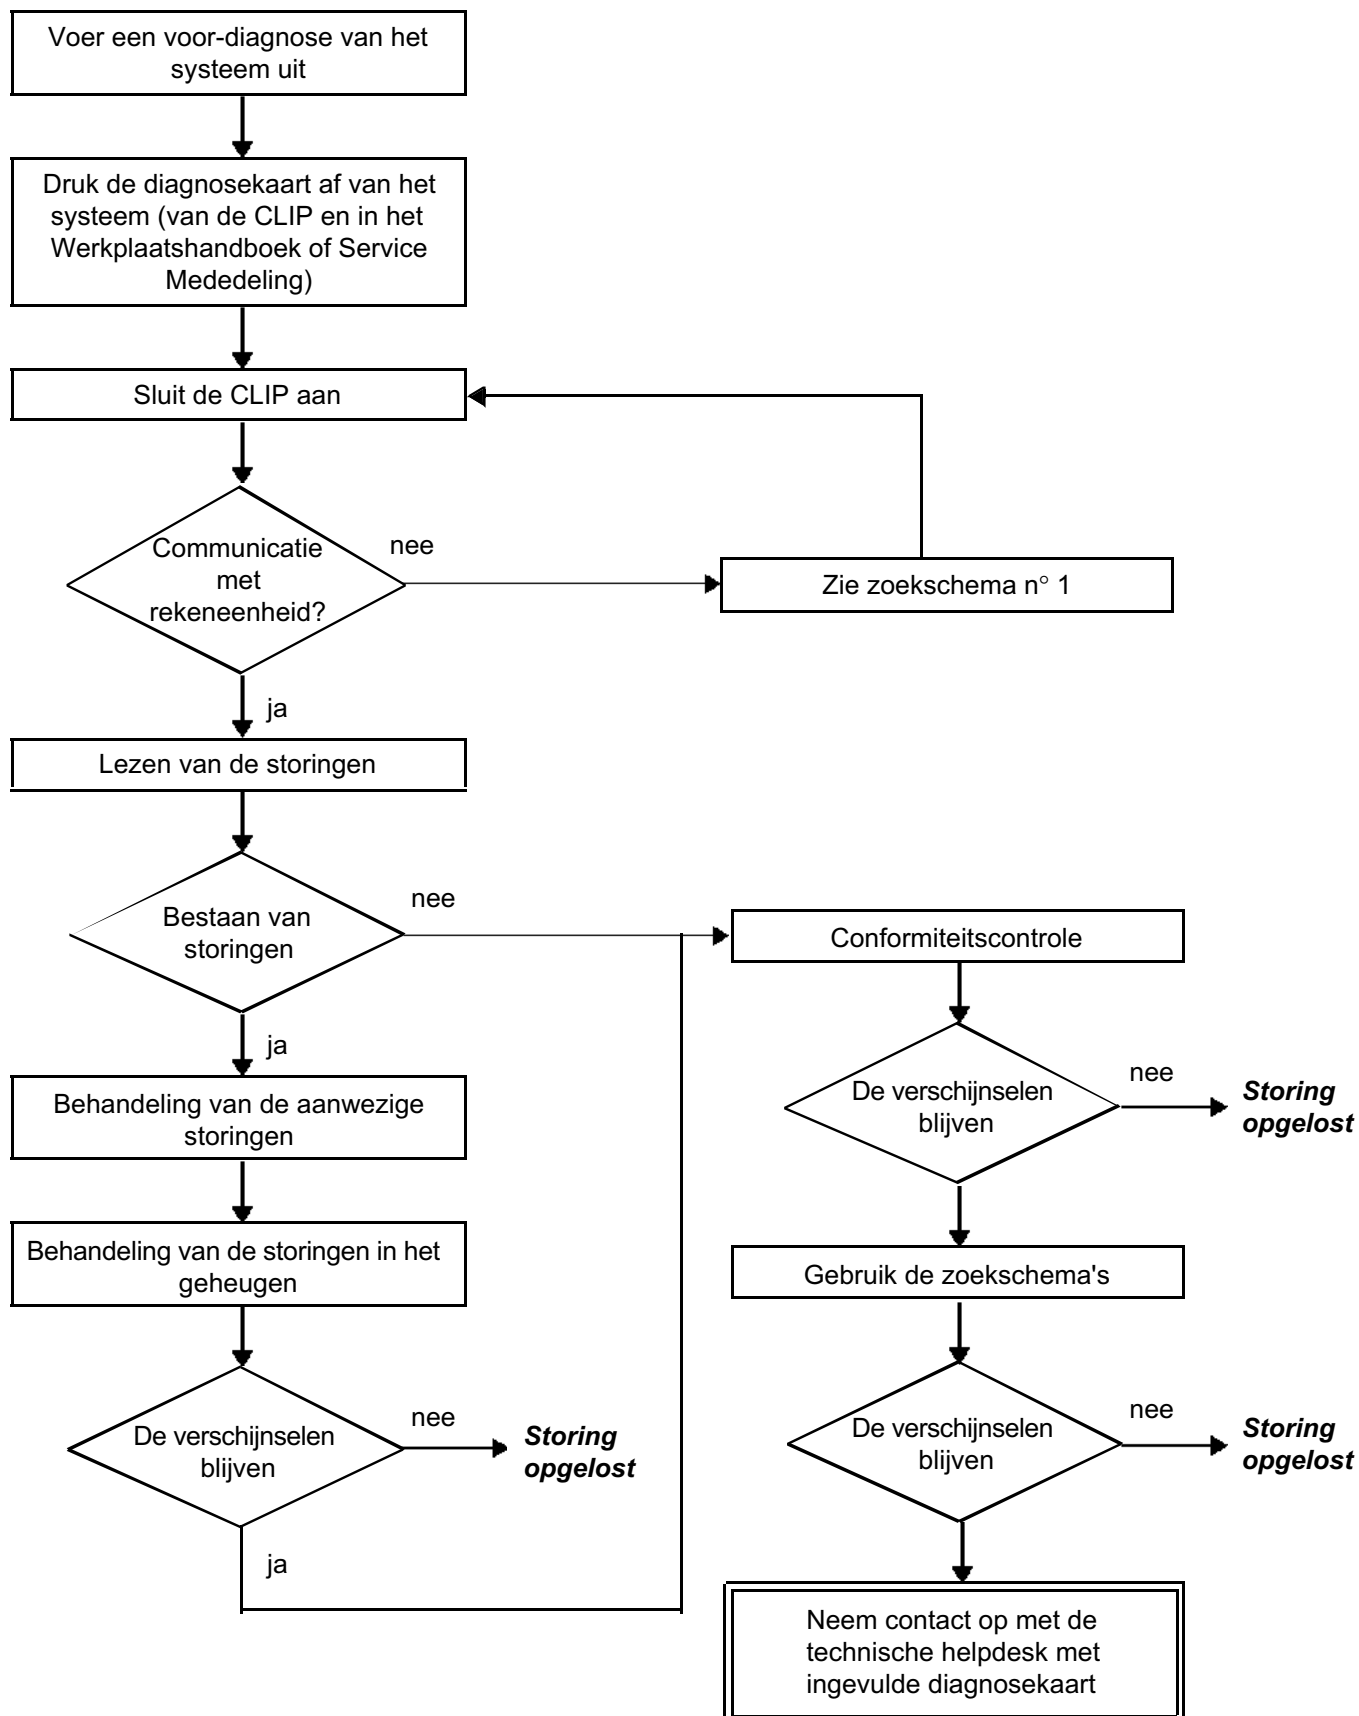 Voer een voor-diagnose van het
systeem uit
Druk de diagnosekaart af van het
systeem (van de CLIP en in het
Werkplaatshandboek of Service
Mededeling)
Sluit de CLIP aan
Communicatie
met
rekeneenheid?
nee
Zie zoekschema n° 1
ja
Lezen van de storingen
Bestaan van
storingen
nee
ja
Behandeling van de aanwezige
storingen
Behandeling van de storingen in het
geheugen
De verschijnselen
blijven
nee
Storing
opgelost
ja
Conformiteitscontrole
De verschijnselen
blijven
nee
Storing
opgelost
Gebruik de zoekschema's
De verschijnselen
blijven
nee
Storing
opgelost
Neem contact op met de
technische helpdesk met
ingevulde diagnosekaart